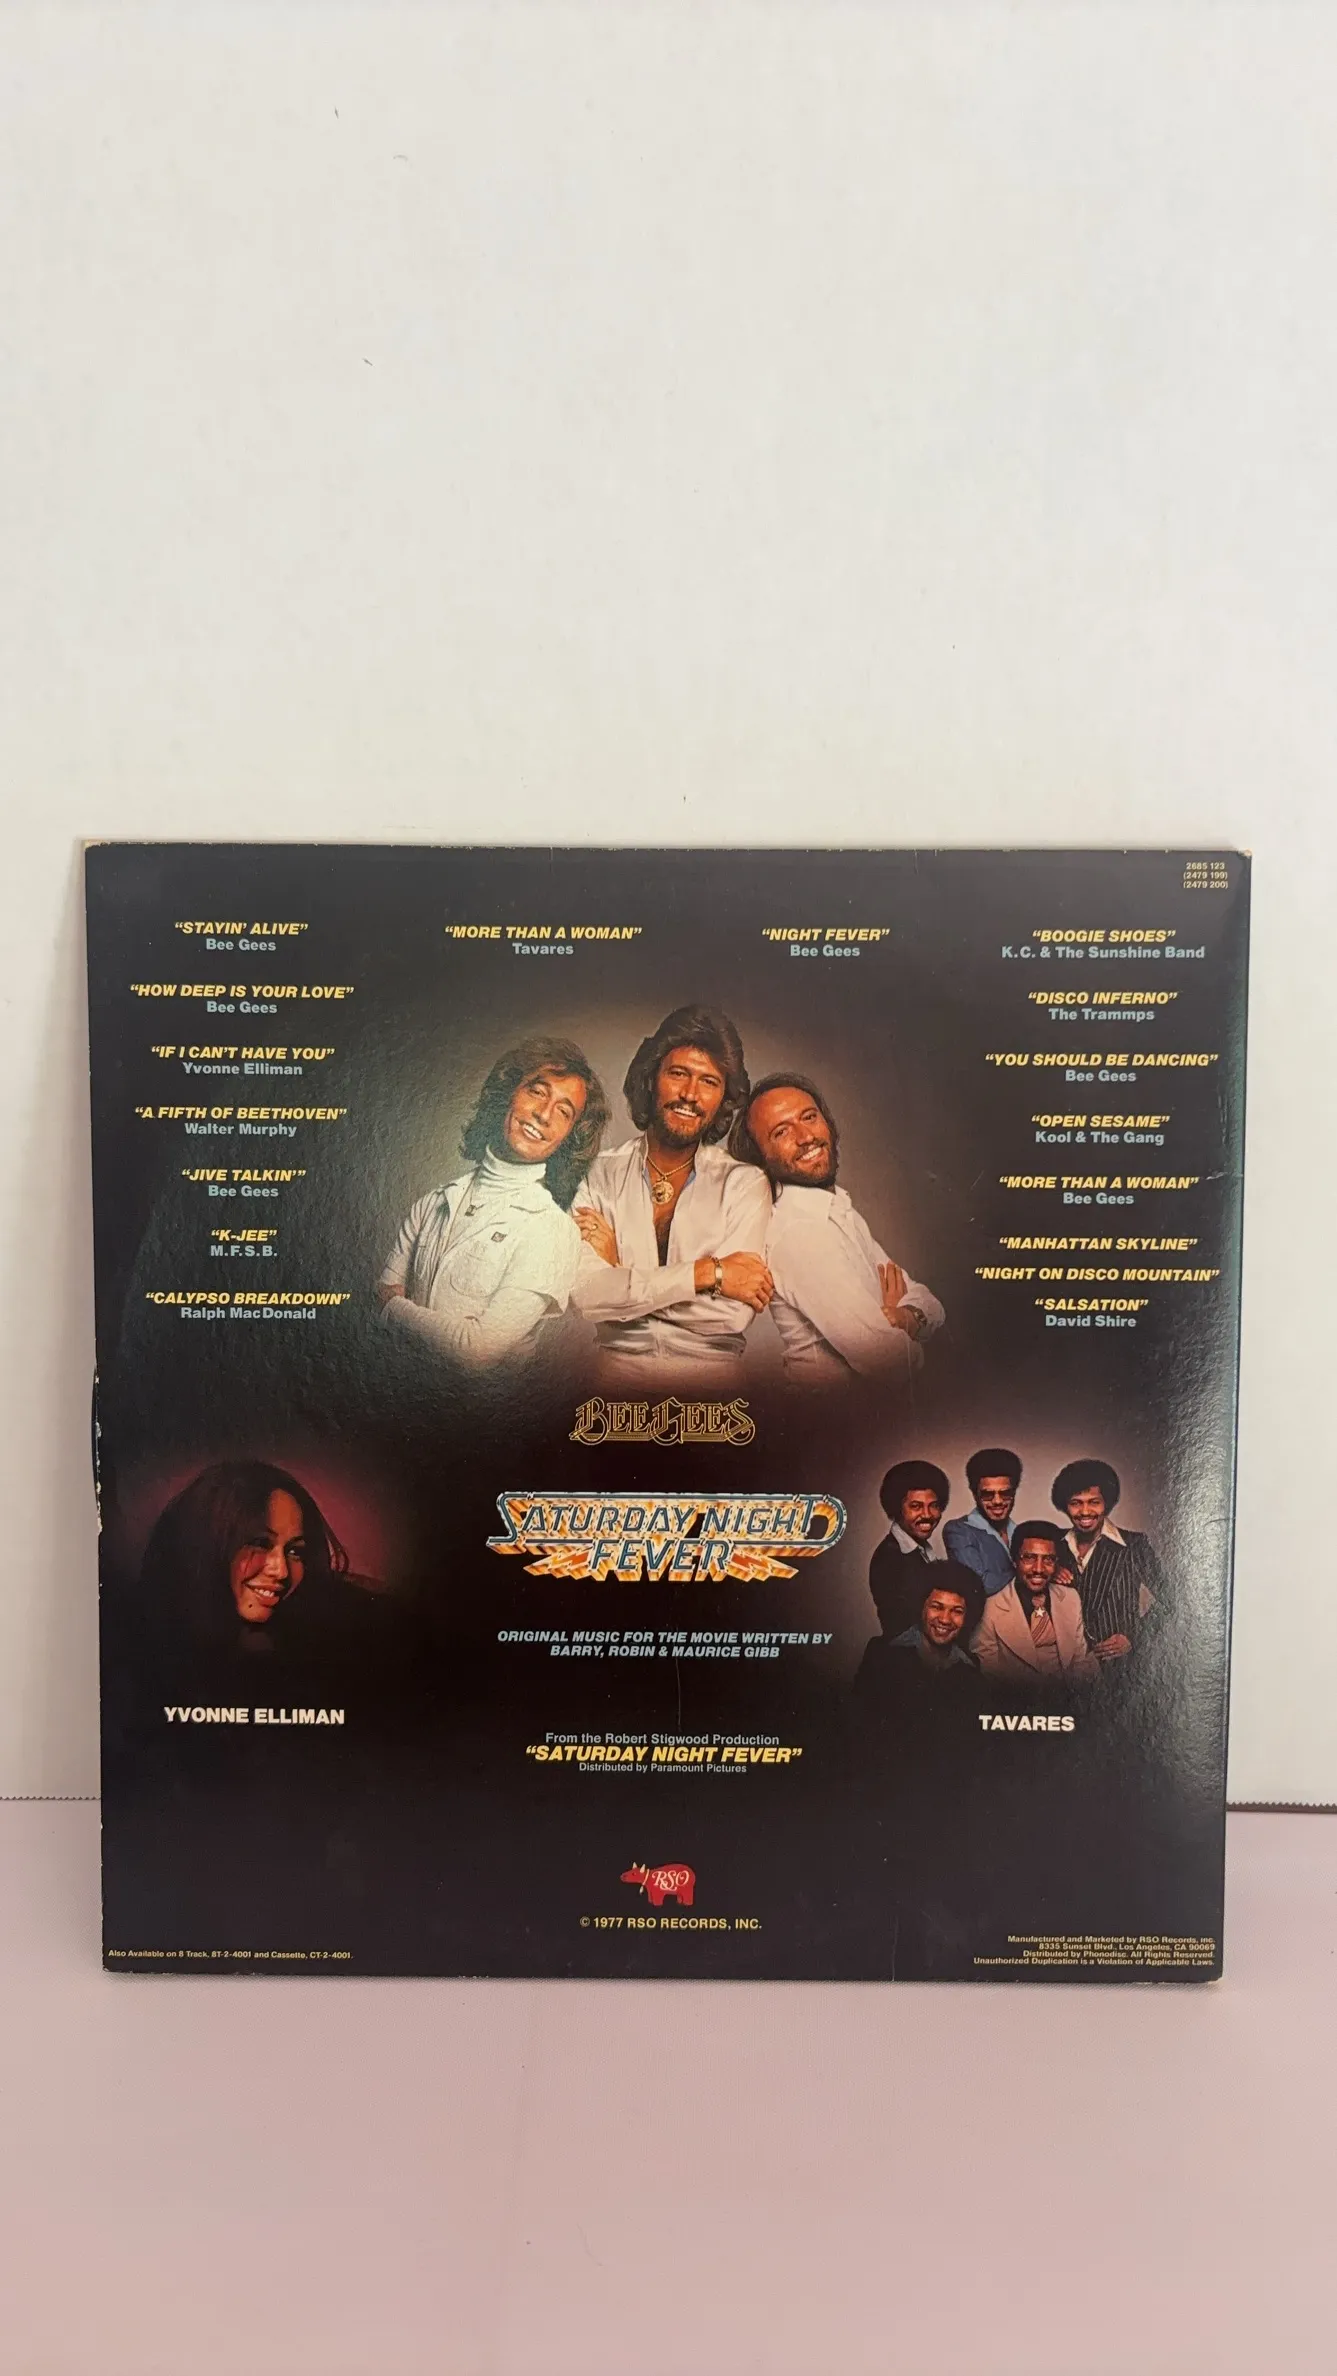 2685 123
(2479 199)
(2479 200)
“STAYIN’ ALIVE”
Bee Gees
“HOW DEEP IS YOUR LOVE”
Bee Gees
“IF I CAN’T HAVE YOU”
Yvonne Elliman
“A FIFTH OF BEETHOVEN”
Walter Murphy
“JIVE TALKIN’”
Bee Gees
“K-JEE”
M.F.S.B.
“CALYPSO BREAKDOWN”
Ralph MacDonald
“MORE THAN A WOMAN”
Tavares
“NIGHT FEVER”
Bee Gees
“BOOGIE SHOES”
K.C. & The Sunshine Band
“DISCO INFERNO”
The Trammps
“YOU SHOULD BE DANCING”
Bee Gees
“OPEN SESAME”
Kool & The Gang
“MORE THAN A WOMAN”
Bee Gees
“MANHATTAN SKYLINE”
“NIGHT ON DISCO MOUNTAIN”
“SALSATION”
David Shire
BEE GEES
SATURDAY NIGHT
FEVER
ORIGINAL MUSIC FOR THE MOVIE WRITTEN BY
BARRY, ROBIN & MAURICE GIBB
YVONNE ELLIMAN
TAVARES
From the Robert Stigwood Production
“SATURDAY NIGHT FEVER”
Distributed by Paramount Pictures
RSO
© 1977 RSO RECORDS, INC.
Also Available on 8 Track, 8T-2-4001 and Cassette, CT-2-4001.
Manufactured and Marketed by RSO Records, Inc.
8335 Sunset Blvd., Los Angeles, CA 90069
Distributed by Phonodisc. All Rights Reserved.
Unauthorized Duplication is a Violation of Applicable Laws.